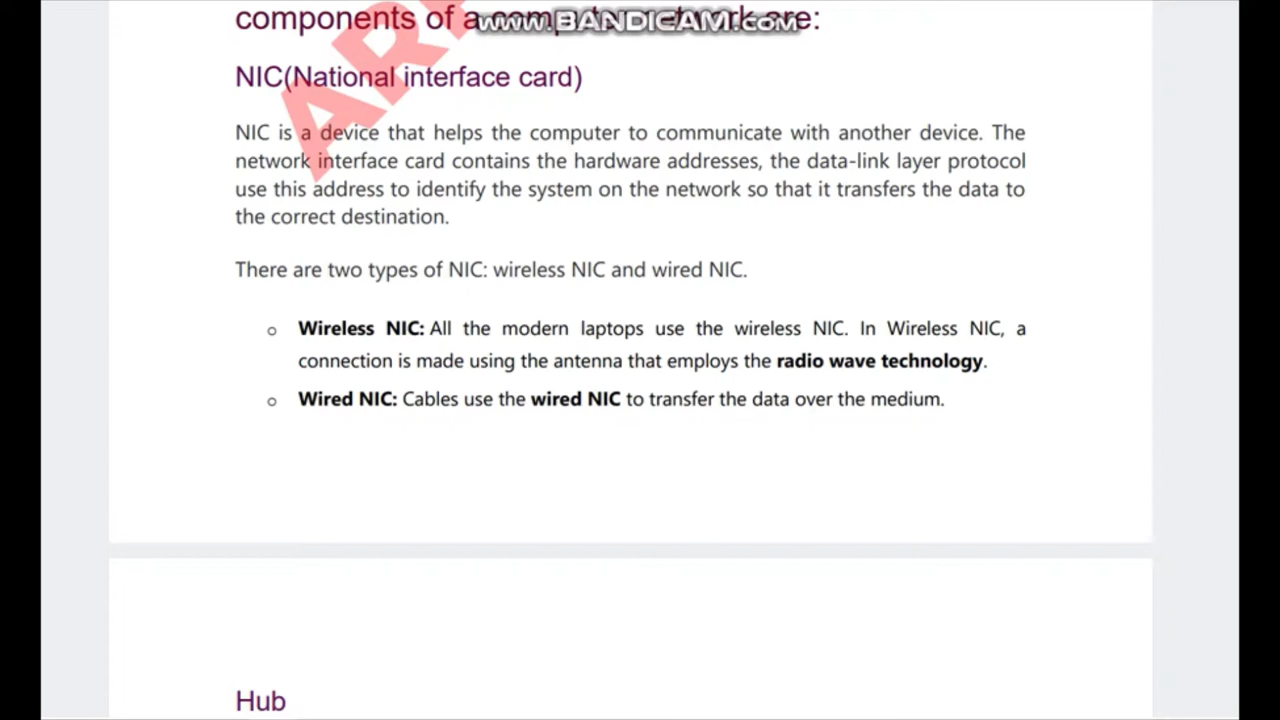 components of a computer network are:
www.BANDICAM.com
NIC(National interface card)
NIC is a device that helps the computer to communicate with another device. The
network interface card contains the hardware addresses, the data-link layer protocol
use this address to identify the system on the network so that it transfers the data to
the correct destination.
There are two types of NIC: wireless NIC and wired NIC.
o Wireless NIC: All the modern laptops use the wireless NIC. In Wireless NIC, a
connection is made using the antenna that employs the radio wave technology.
o Wired NIC: Cables use the wired NIC to transfer the data over the medium.
Hub